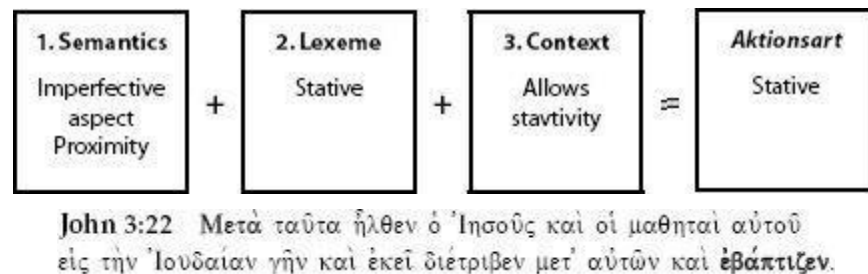 1. Semantics
Imperfective
aspect
Proximity
+
2. Lexeme
Stative
+
3. Context
Allows
stavtivity
=
Aktionsart
Stative
John 3:22 Μετὰ ταῦτα ἦλθεν ὁ Ἰησοῦς καὶ οἱ μαθηταὶ αὐτοῦ
εἰς τὴν Ἰουδαίαν γῆν καὶ ἐκεῖ διέτριβεν μετ’ αὐτῶν καὶ ἐβάπτιζεν.